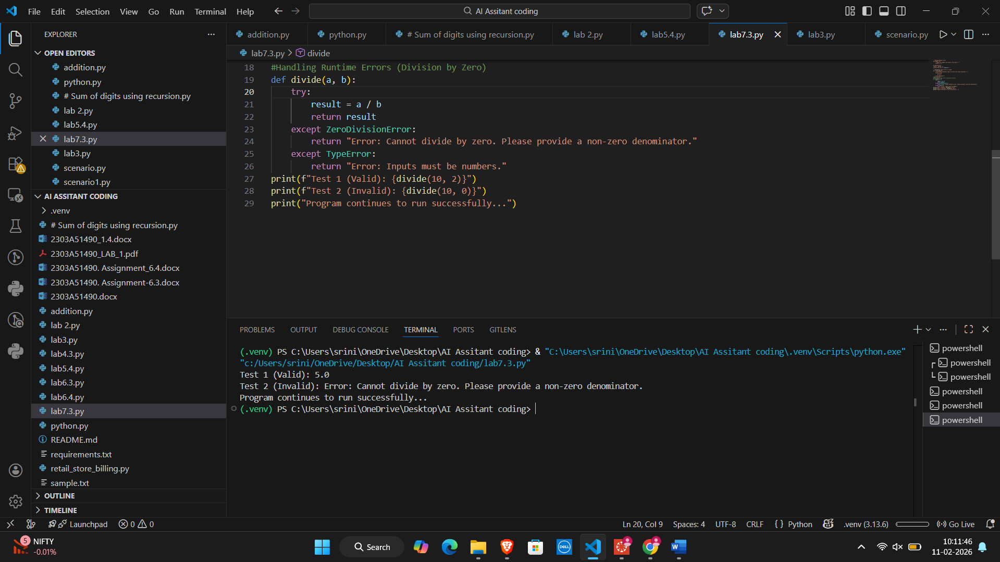 File Edit Selection View Go Run Terminal Help
AI Assitant coding
EXPLORER
OPEN EDITORS
addition.py
python.py
# Sum of digits using recursion.py
lab 2.py
lab5.4.py
lab7.3.py
lab3.py
scenario.py
scenario1.py
AI ASSITANT CODING
.venv
# Sum of digits using recursion.py
2303A51490_1.4.docx
2303A51490_LAB_1.pdf
2303A51490. Assignment_6.4.docx
2303A51490. Assignment-6.3.docx
2303A51490.docx
addition.py
lab 2.py
lab3.py
lab4.3.py
lab5.4.py
lab6.3.py
lab6.4.py
lab7.3.py
python.py
README.md
requirements.txt
retail_store_billing.py
sample.txt
OUTLINE
TIMELINE
addition.py python.py # Sum of digits using recursion.py lab 2.py lab5.4.py lab7.3.py lab3.py scenario.py
lab7.3.py > divide
18 #Handling Runtime Errors (Division by Zero)
19 def divide(a, b):
20 try:
21 result = a / b
22 return result
23 except ZeroDivisionError:
24 return "Error: Cannot divide by zero. Please provide a non-zero denominator."
25 except TypeError:
26 return "Error: Inputs must be numbers."
27 print(f"Test 1 (Valid): {divide(10, 2)}")
28 print(f"Test 2 (Invalid): {divide(10, 0)}")
29 print("Program continues to run successfully...")
PROBLEMS OUTPUT DEBUG CONSOLE TERMINAL PORTS GITLENS
(.venv) PS C:\Users\srini\OneDrive\Desktop\AI Assitant coding> & "C:\Users\srini\OneDrive\Desktop\AI Assitant coding\.venv\Scripts\python.exe"
"c:/Users/srini/OneDrive/Desktop/AI Assitant coding/lab7.3.py"
Test 1 (Valid): 5.0
Test 2 (Invalid): Error: Cannot divide by zero. Please provide a non-zero denominator.
Program continues to run successfully...
(.venv) PS C:\Users\srini\OneDrive\Desktop\AI Assitant coding>
powershell
powershell
powershell
powershell
powershell
powershell
Launchpad 0 0
Ln 20, Col 9 Spaces: 4 UTF-8 CRLF {} Python .venv (3.13.6) Go Live
5
NIFTY
-0.01%
Search
DELL
10:11:46
11-02-2026